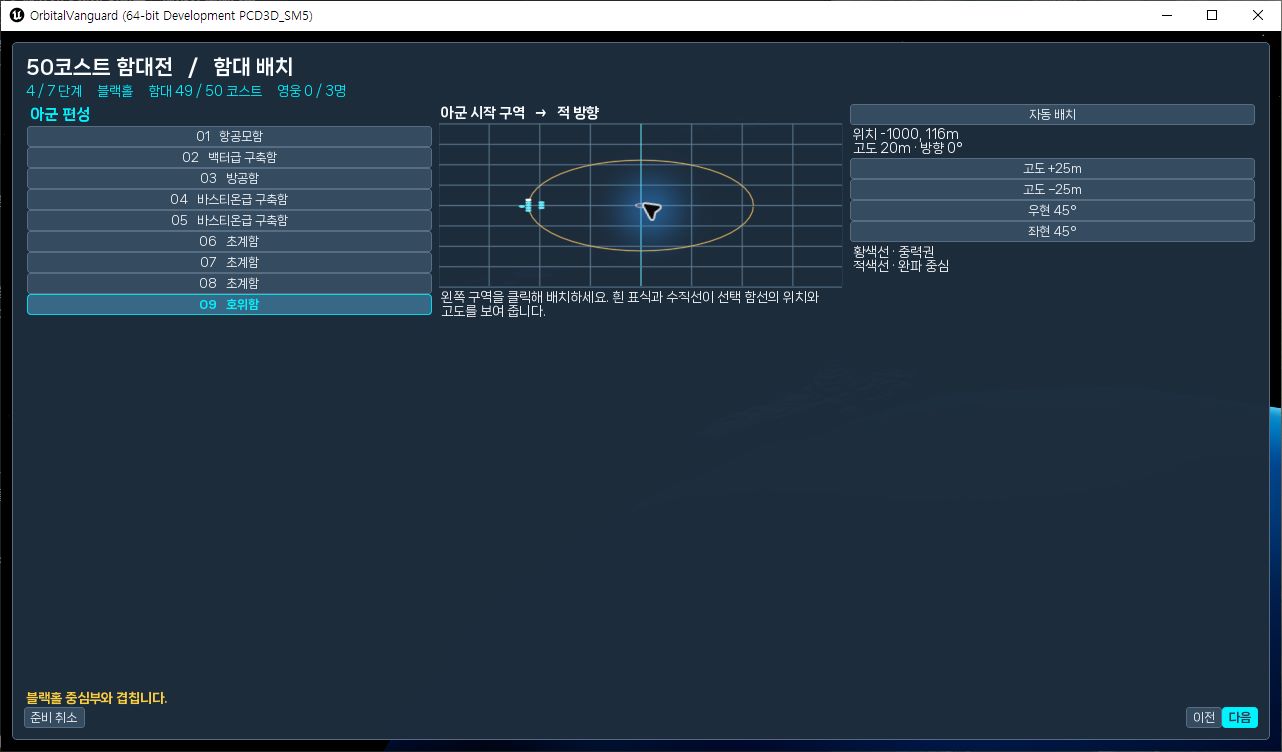 OrbitalVanguard (64-bit Development PCD3D_SM5)
50코스트 함대전 / 함대 배치
4 / 7 단계 블랙홀 함대 49 / 50 코스트 영웅 0 / 3명
아군 편성
01 항공모함
02 벡터급 구축함
03 방공함
04 바스티온급 구축함
05 바스티온급 구축함
06 초계함
07 초계함
08 초계함
09 호위함
아군 시작 구역 → 적 방향
왼쪽 구역을 클릭해 배치하세요. 흰 표식과 수직선이 선택 함선의 위치와
고도를 보여 줍니다.
자동 배치
위치 -1000, 116m
고도 20m · 방향 0°
고도 +25m
고도 -25m
우현 45°
좌현 45°
황색선 · 중력권
적색선 · 완파 중심
블랙홀 중심부와 겹칩니다.
준비 취소
이전 다음